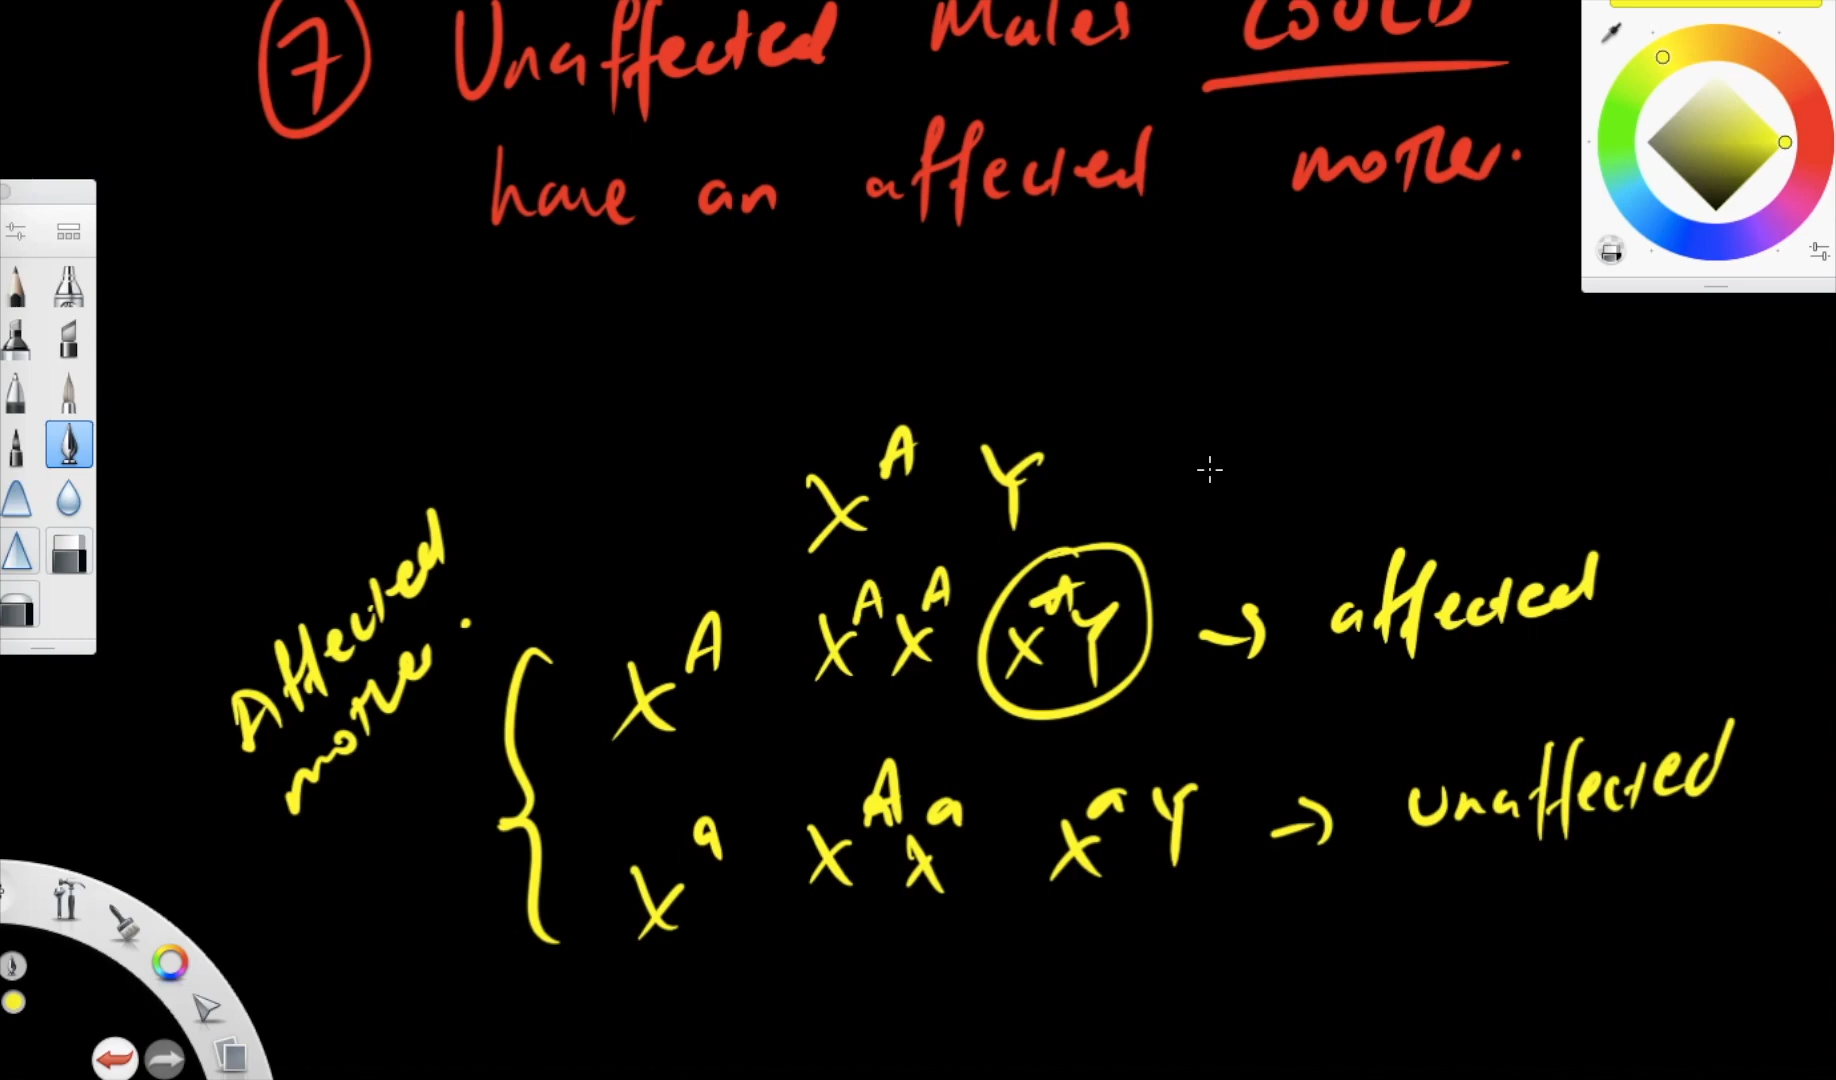 7 Unaffected Males COULD
have an affected mother.
X^A Y
Affected
mother.
X^A X^A X^A X^A Y → affected
X^a X^A X^a X^a Y → unaffected